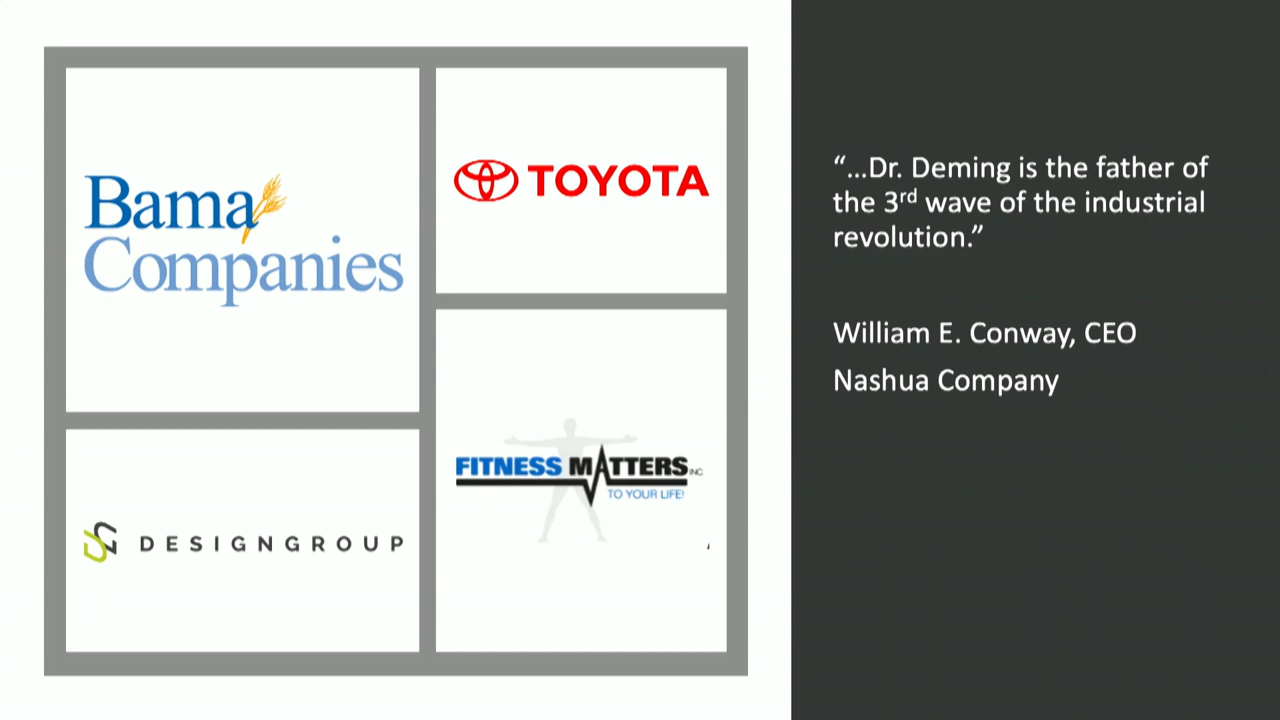 Bama
Companies
TOYOTA
DESIGNGROUP
FITNESS MATTERS INC
TO YOUR LIFE!
“...Dr. Deming is the father of
the 3rd wave of the industrial
revolution.”
William E. Conway, CEO
Nashua Company